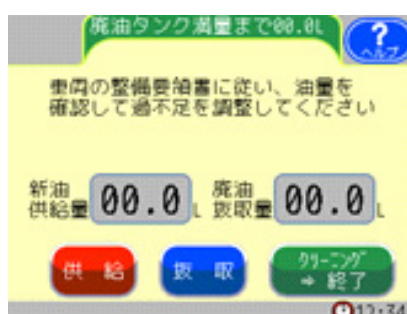 廃油タンク満量まで00.0L
?
ヘルプ
車両の整備要領書に従い、油量を
確認して過不足を調整してください
新油
供給量 00.0 L
廃油
抜取量 00.0 L
供給
抜取
クリーニング
⇒ 終了
12:34